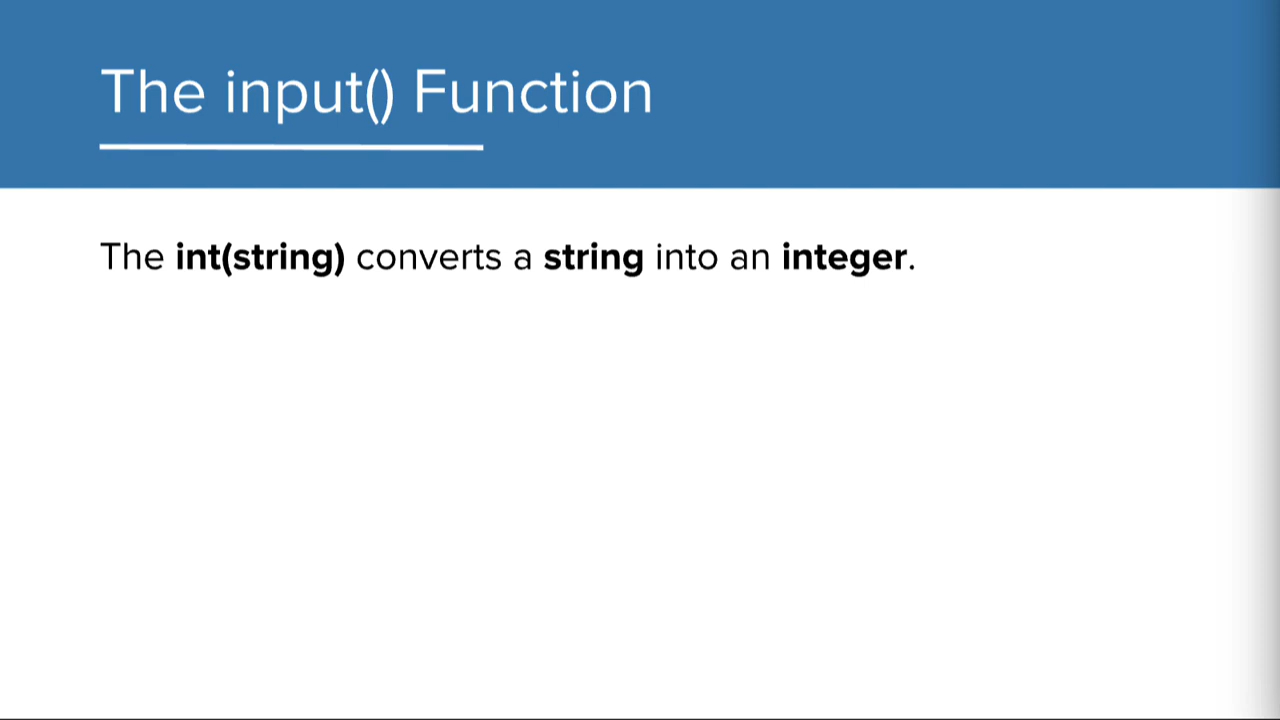 The input() Function
The int(string) converts a string into an integer.